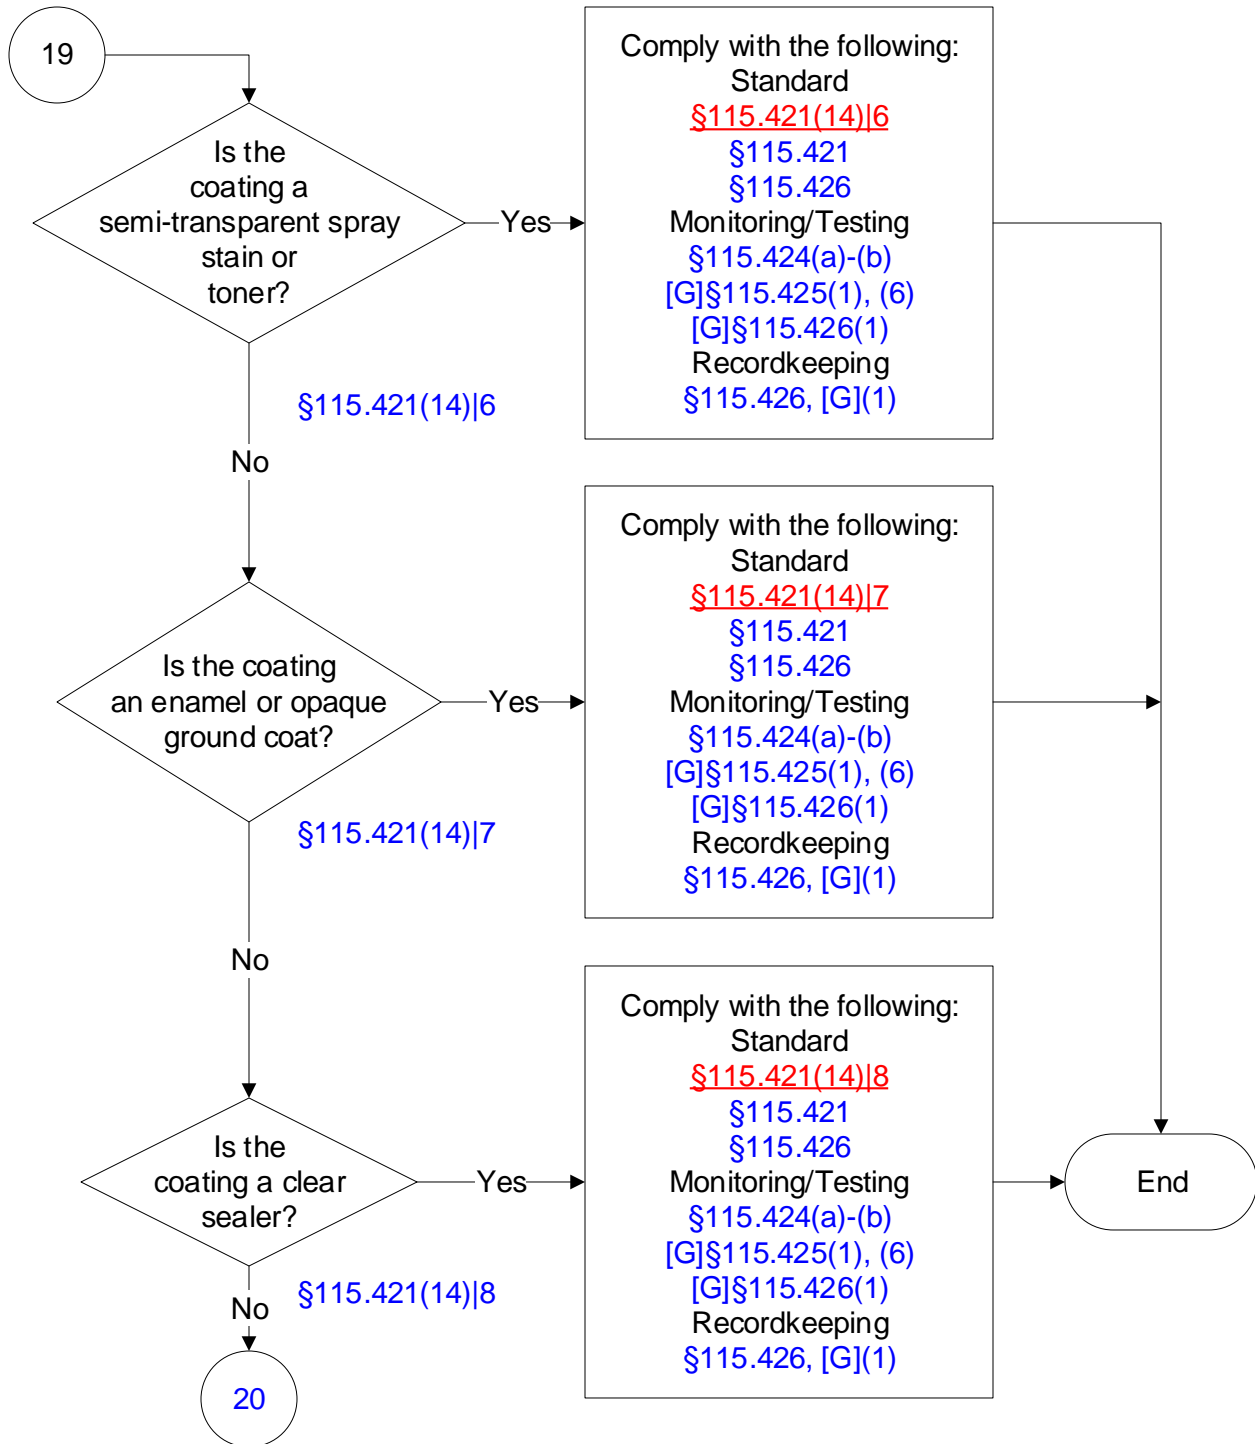 19
Is the
coating a
semi-transparent spray
stain or
toner?
Yes
Comply with the following:
Standard
§115.421(14)|6
§115.421
§115.426
Monitoring/Testing
§115.424(a)-(b)
[G]§115.425(1), (6)
[G]§115.426(1)
Recordkeeping
§115.426, [G](1)
§115.421(14)|6
No
Is the coating
an enamel or opaque
ground coat?
Yes
Comply with the following:
Standard
§115.421(14)|7
§115.421
§115.426
Monitoring/Testing
§115.424(a)-(b)
[G]§115.425(1), (6)
[G]§115.426(1)
Recordkeeping
§115.426, [G](1)
§115.421(14)|7
No
Is the
coating a clear
sealer?
Yes
Comply with the following:
Standard
§115.421(14)|8
§115.421
§115.426
Monitoring/Testing
§115.424(a)-(b)
[G]§115.425(1), (6)
[G]§115.426(1)
Recordkeeping
§115.426, [G](1)
End
§115.421(14)|8
No
20